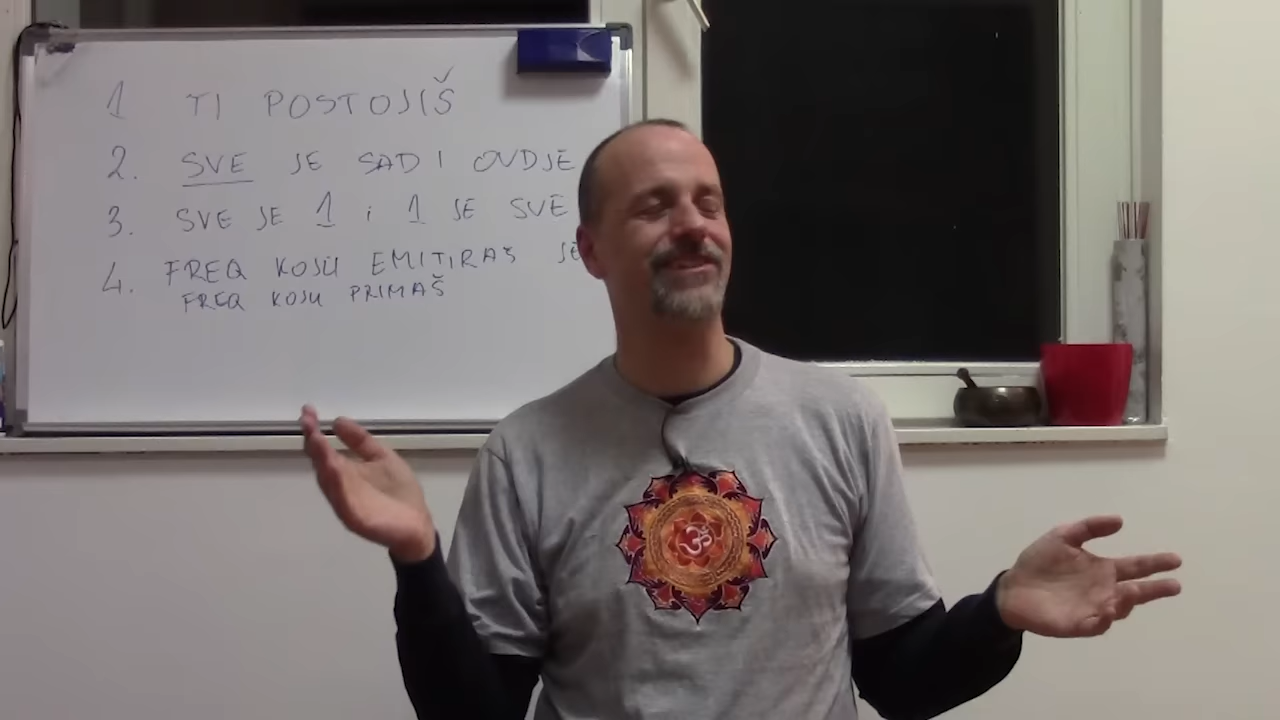 1 TI POSTOJIŠ
2. SVE JE SAD I OVDJE
3. SVE JE 1 i 1 JE SVE
4. FREQ KOJU EMITIRAŠ JE
FREQ KOJU PRIMAŠ
ॐ